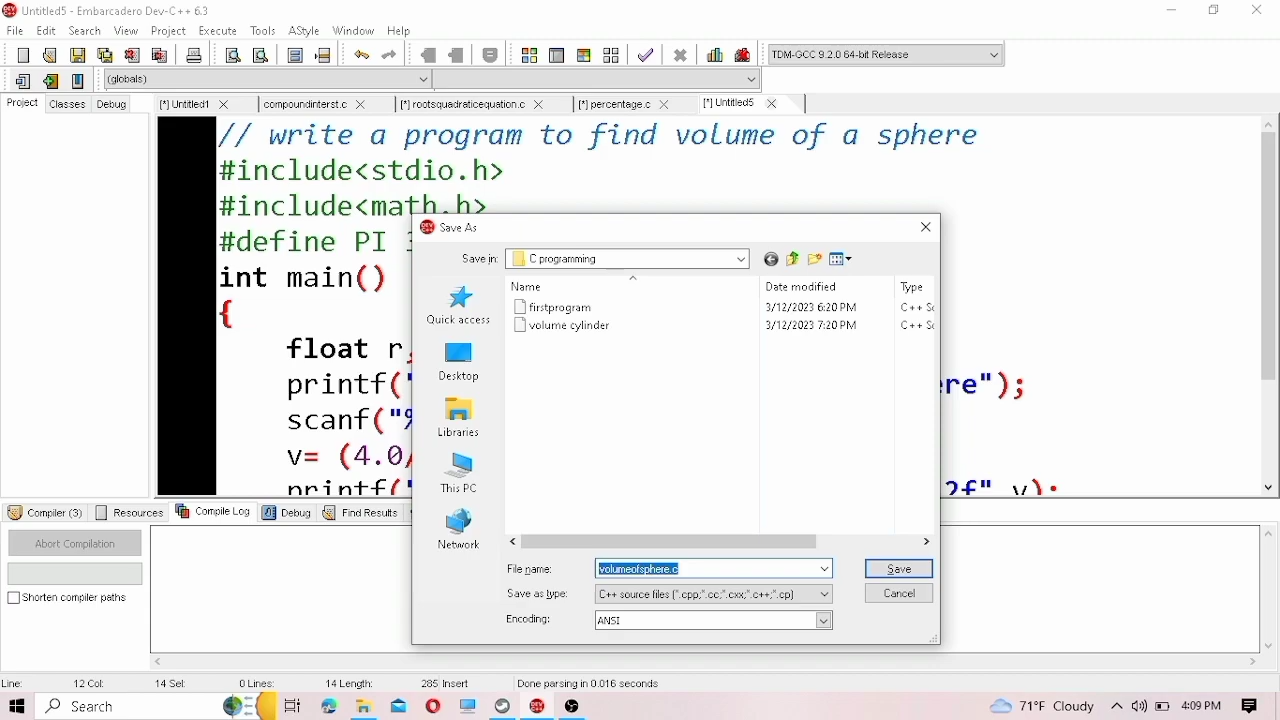 Untitled5 - Embarcadero Dev-C++ 6.3
File Edit Search View Project Execute Tools AStyle Window Help
TDM-GCC 9.2.0 64-bit Release
(globals)
Project Classes Debug
[*] Untitled1 compoundinterst.c [*] rootsquadraticequation.c [*] percentage.c [*] Untitled5
// write a program to find volume of a sphere
#include<stdio.h>
#include<math.h>
#define PI 3
int main()
{
float r,
printf(" ere");
scanf("%
v= (4.0/
printf(" 2f" v);
Save As
Save in: C programming
Name Date modified Type
firstprogram 3/12/2023 6:20 PM C++ So
volume cylinder 3/12/2023 7:20 PM C++ So
Quick access
Desktop
Libraries
This PC
Network
File name: volumeofsphere.c Save
Save as type: C++ source files (*.cpp;*.cc;*.cxx;*.c++;*.cp) Cancel
Encoding: ANSI
Compiler (3) Resources Compile Log Debug Find Results
Abort Compilation
Shorten compiler paths
Line: 12 Col: 14 Sel: 0 Lines: 14 Length: 285 Insert Done parsing in 0.016 seconds
Search 71°F Cloudy 4:09 PM